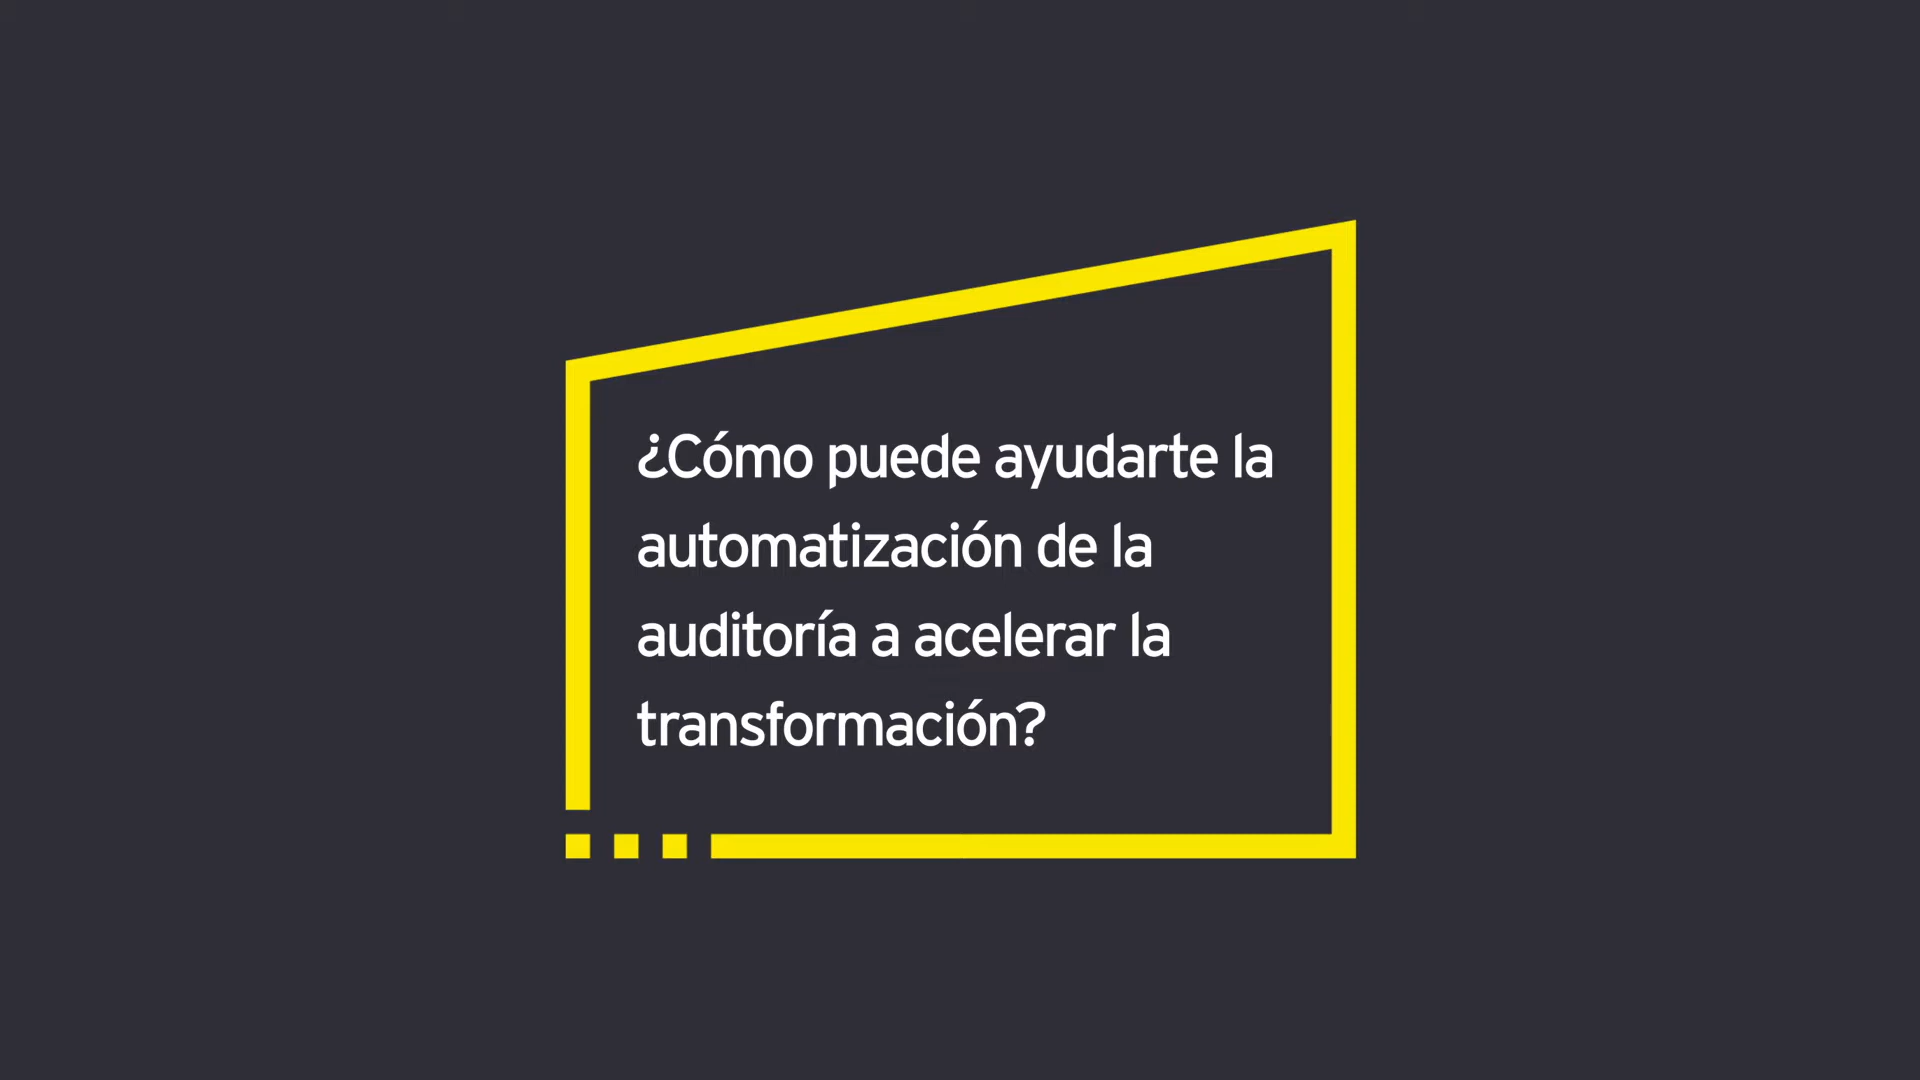 ¿Cómo puede ayudarte la
automatización de la
auditoría a acelerar la
transformación?